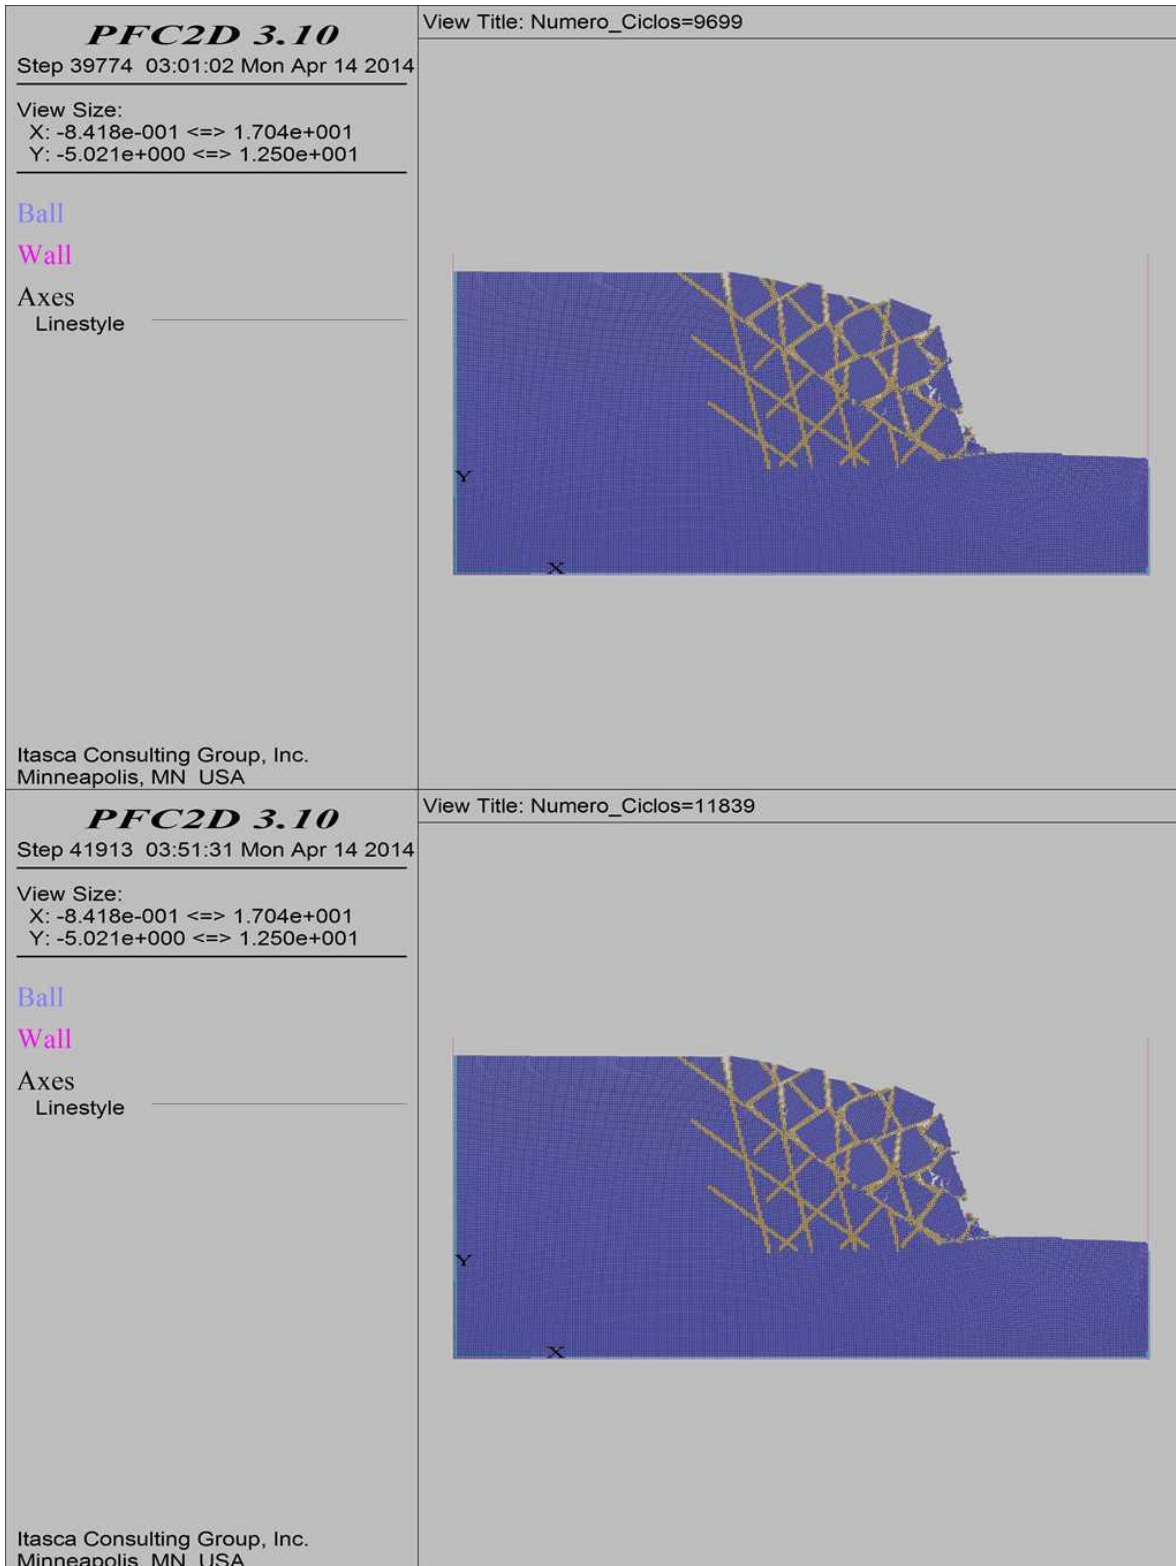 PFC2D 3.10
Step 39774 03:01:02 Mon Apr 14 2014
View Size:
X: -8.418e-001 <=> 1.704e+001
Y: -5.021e+000 <=> 1.250e+001
Ball
Wall
Axes
Linestyle
Itasca Consulting Group, Inc.
Minneapolis, MN USA
View Title: Numero_Ciclos=9699
Y
X
PFC2D 3.10
Step 41913 03:51:31 Mon Apr 14 2014
View Size:
X: -8.418e-001 <=> 1.704e+001
Y: -5.021e+000 <=> 1.250e+001
Ball
Wall
Axes
Linestyle
Itasca Consulting Group, Inc.
Minneapolis, MN USA
View Title: Numero_Ciclos=11839
Y
X